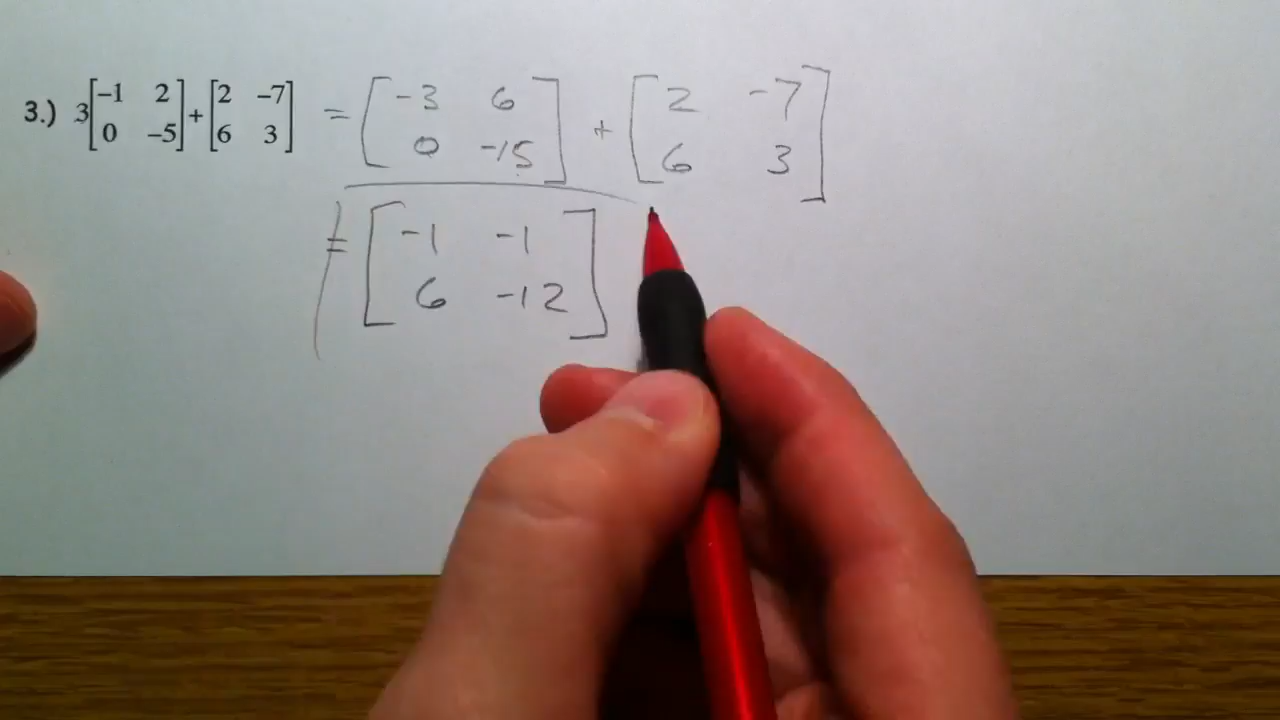 3.) 3[-1 2] + [2 -7] = [-3 6] + [2 -7]
[0 -5] [6 3] [0 -15] [6 3]
= [-1 -1]
[6 -12]